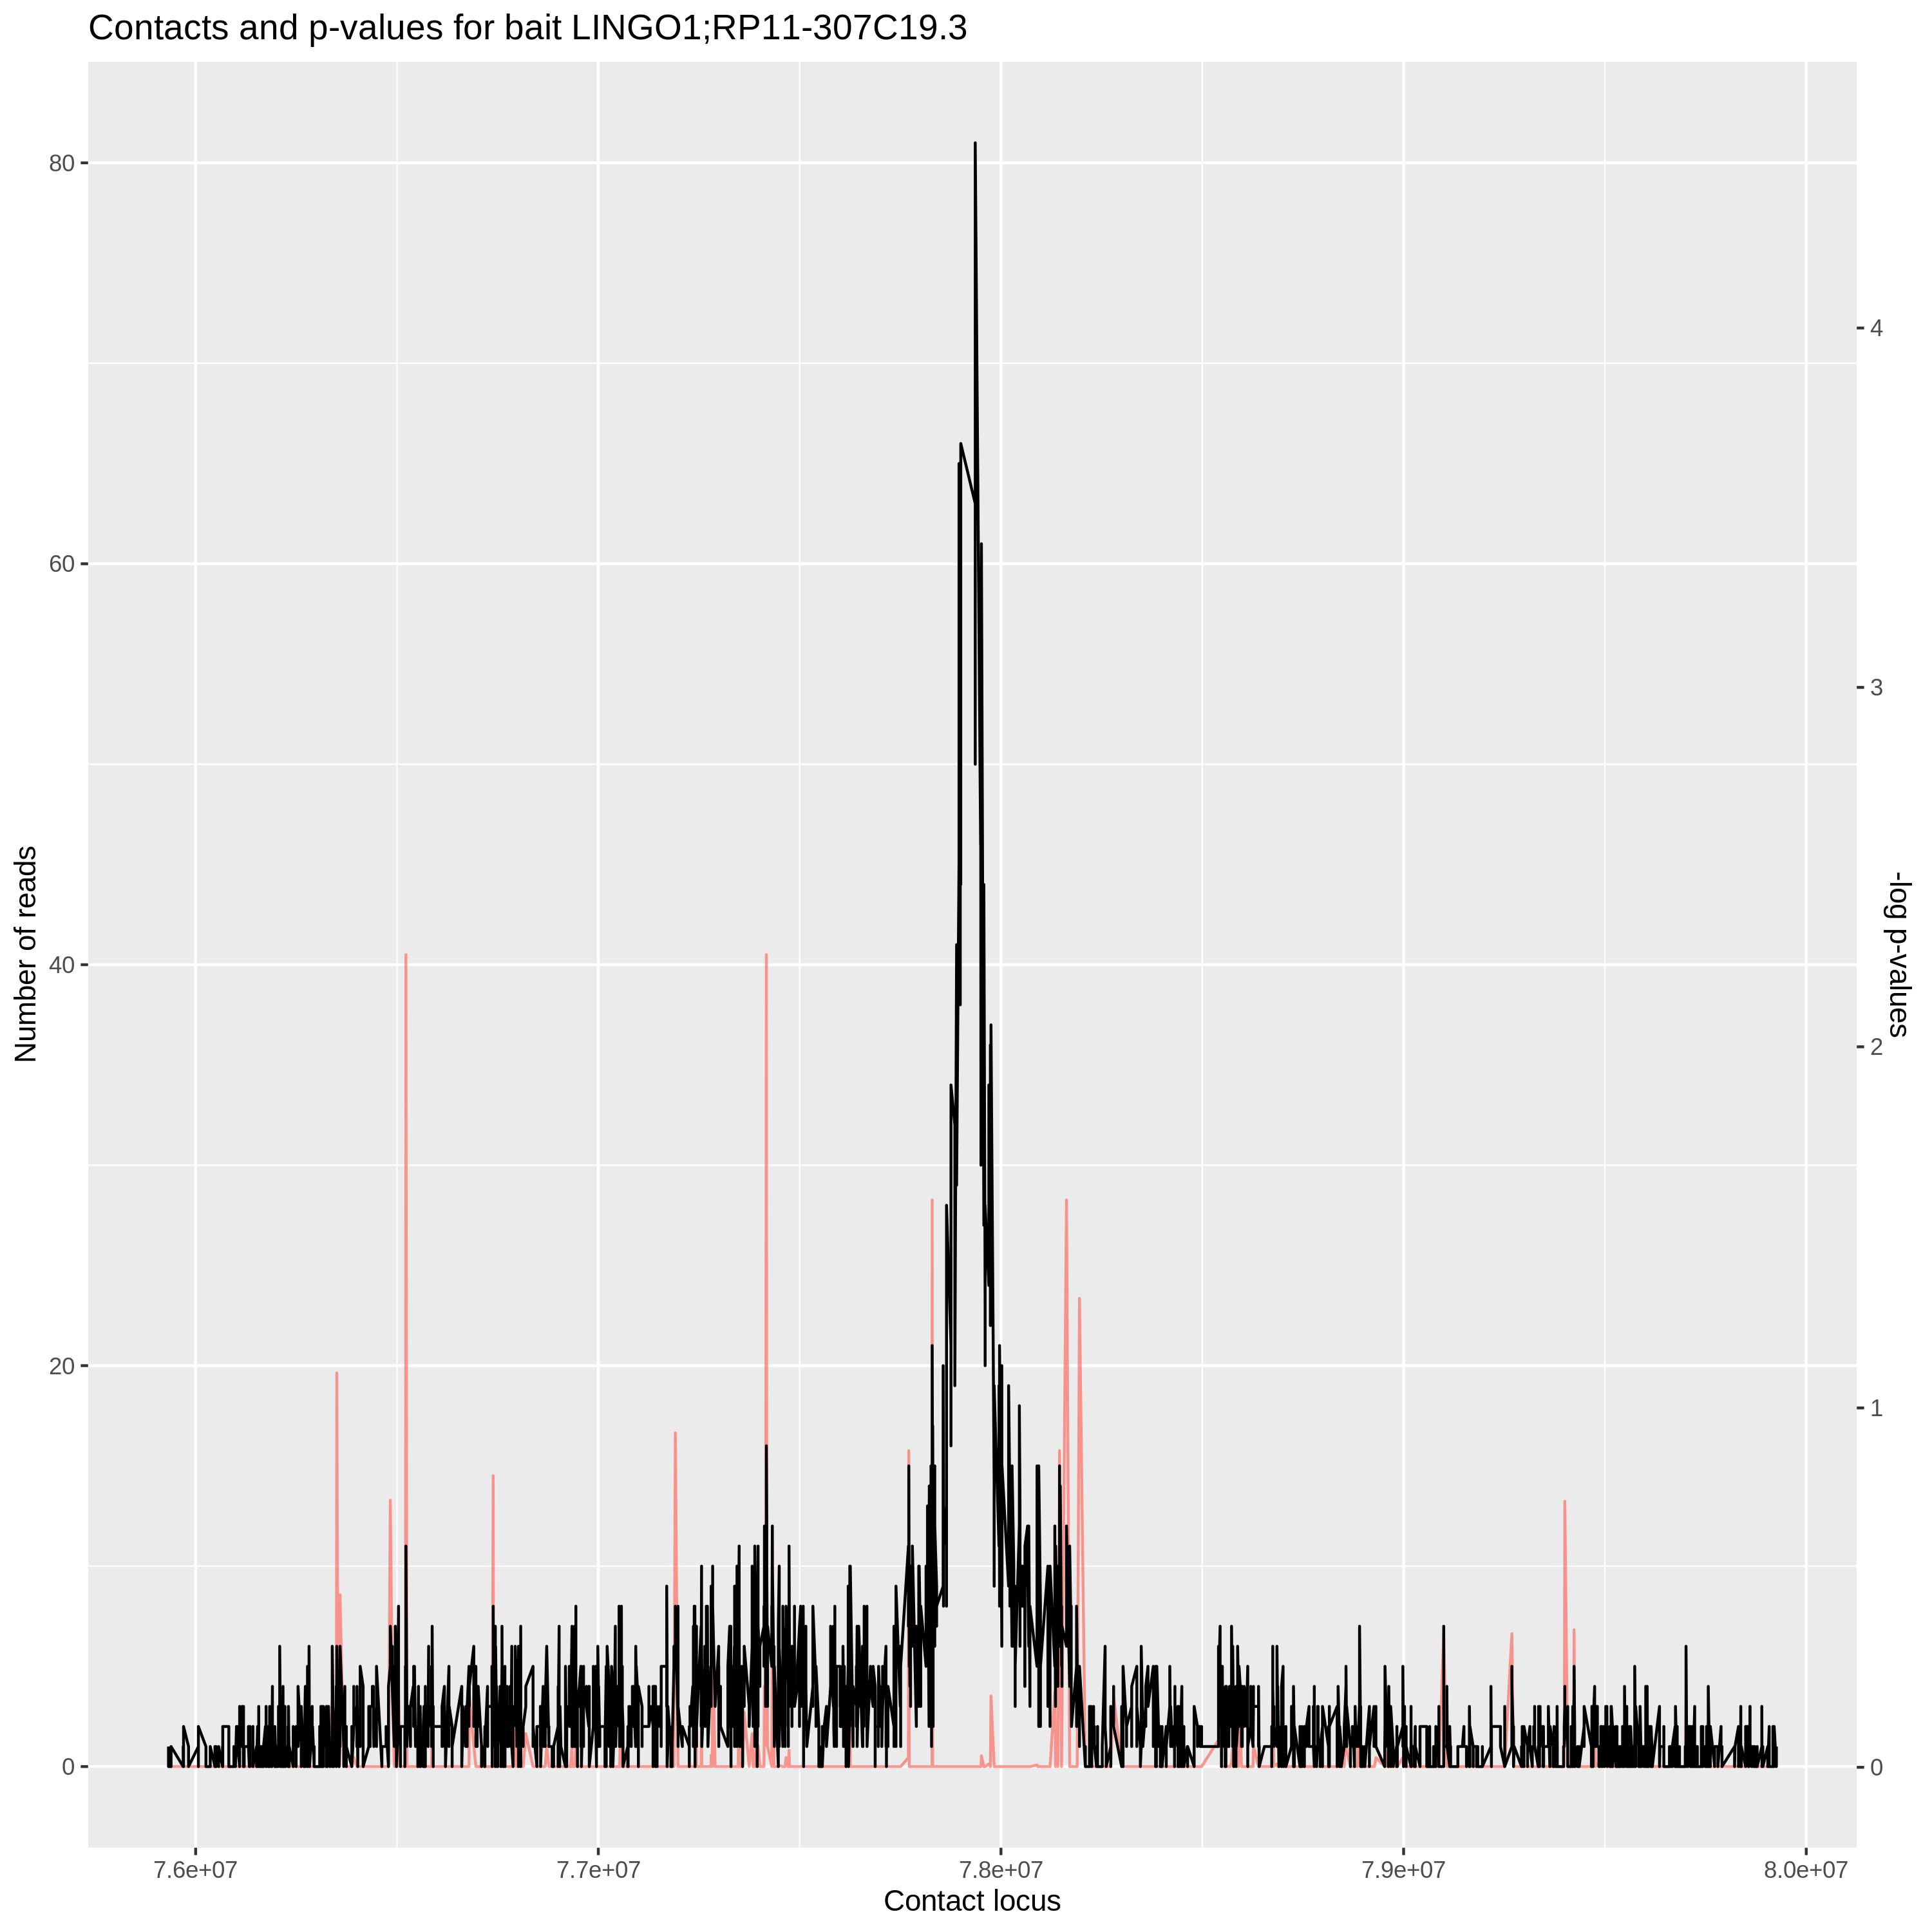 Contacts and p-values for bait LINGO1;RP11-307C19.3
80
60
40
20
0
Number of reads
4
3
2
1
0
-log p-values
7.6e+07
7.7e+07
7.8e+07
7.9e+07
8.0e+07
Contact locus